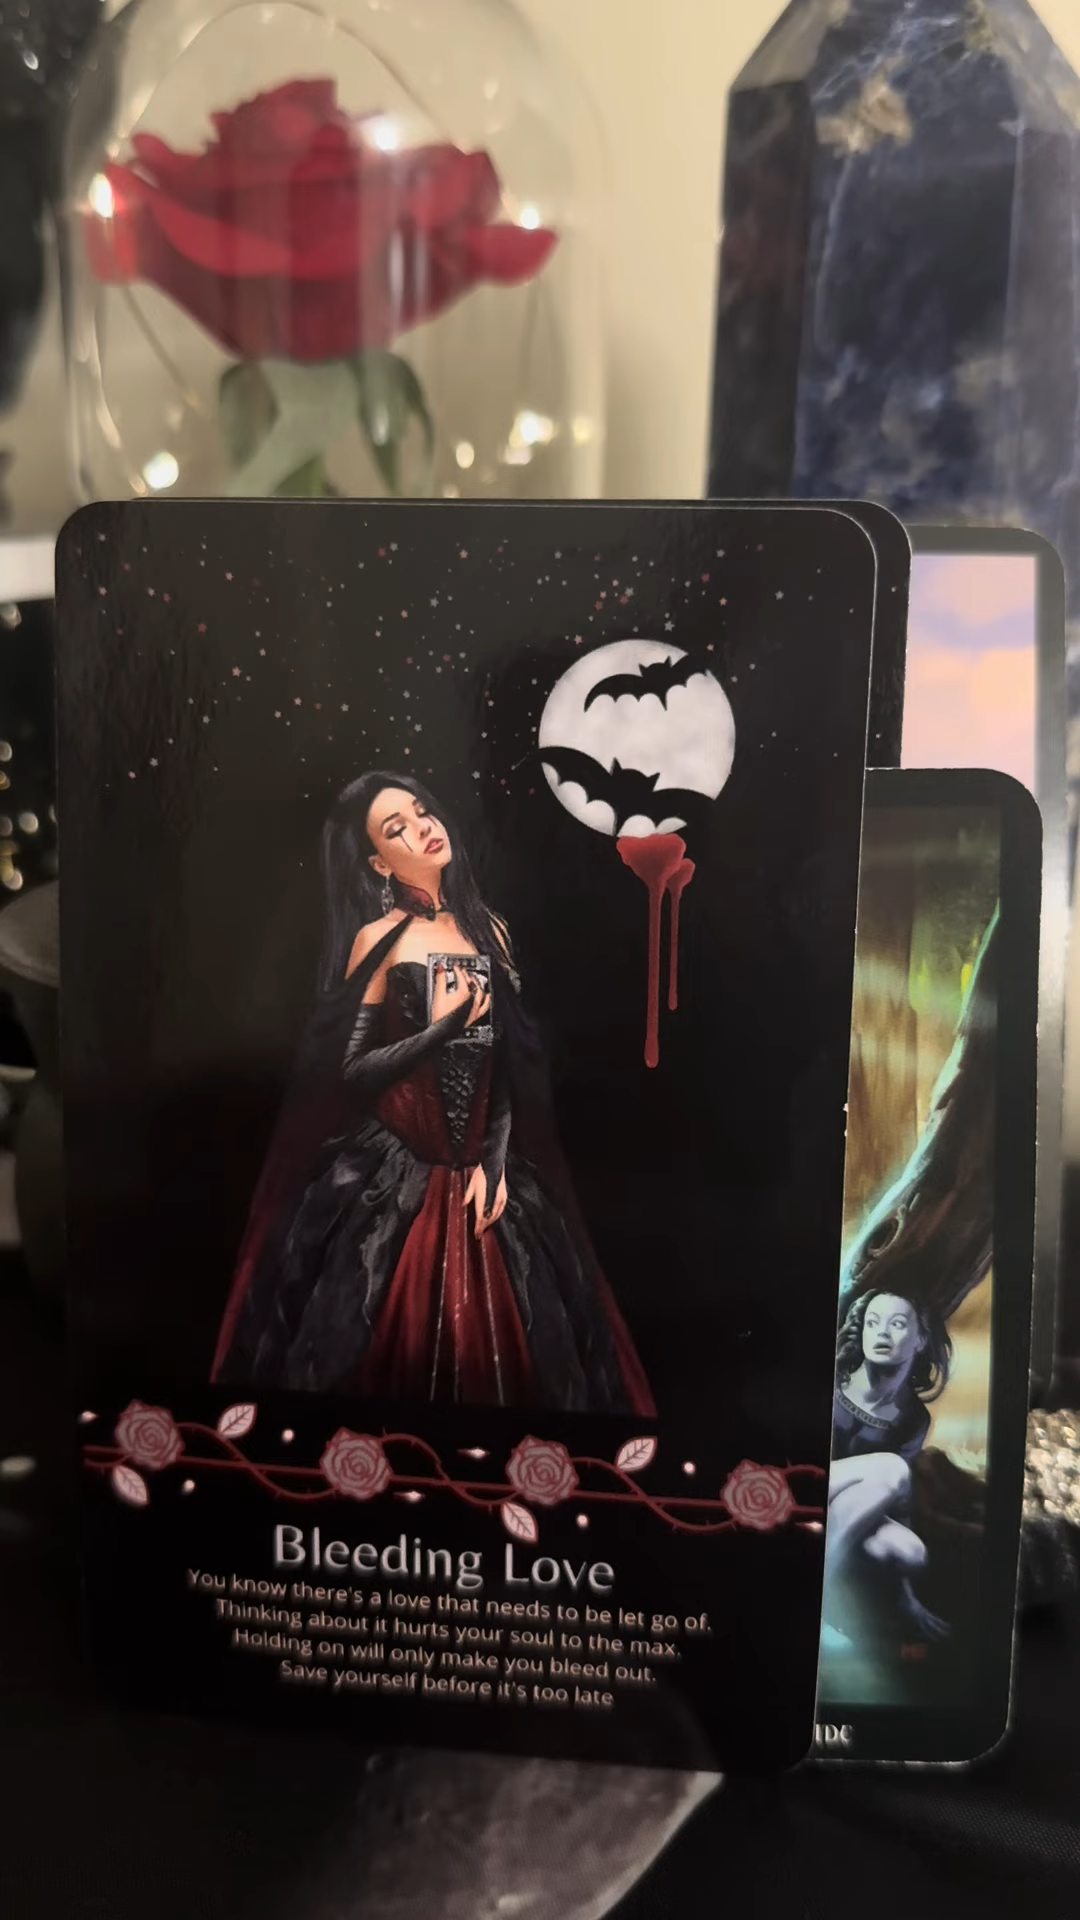 Bleeding Love
You know there's a love that needs to be let go of.
Thinking about it hurts your soul to the max.
Holding on will only make you bleed out.
Save yourself before it's too late